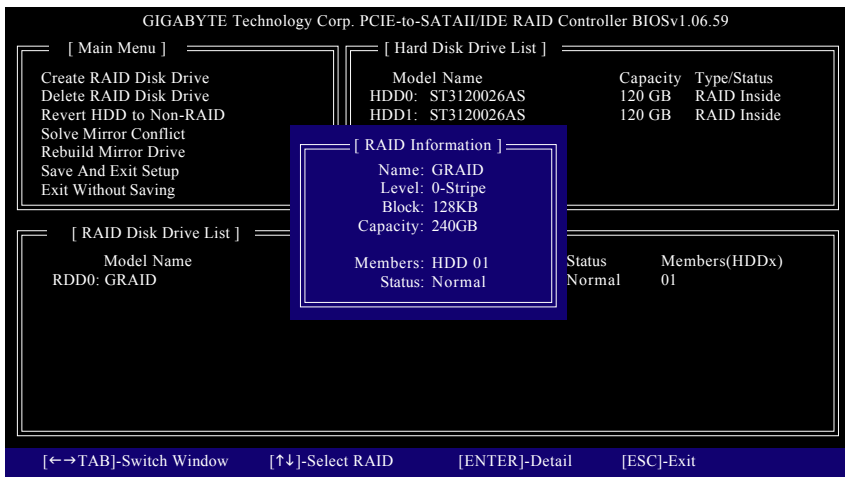 GIGABYTE Technology Corp. PCIE-to-SATAII/IDE RAID Controller BIOSv1.06.59
[ Main Menu ]
Create RAID Disk Drive
Delete RAID Disk Drive
Revert HDD to Non-RAID
Solve Mirror Conflict
Rebuild Mirror Drive
Save And Exit Setup
Exit Without Saving
[ Hard Disk Drive List ]
Model Name Capacity Type/Status
HDD0: ST3120026AS 120 GB RAID Inside
HDD1: ST3120026AS 120 GB RAID Inside
[ RAID Information ]
Name: GRAID
Level: 0-Stripe
Block: 128KB
Capacity: 240GB
Members: HDD 01
Status: Normal
[ RAID Disk Drive List ]
Model Name Status Members(HDDx)
RDD0: GRAID Normal 01
[←→TAB]-Switch Window [↑↓]-Select RAID [ENTER]-Detail [ESC]-Exit